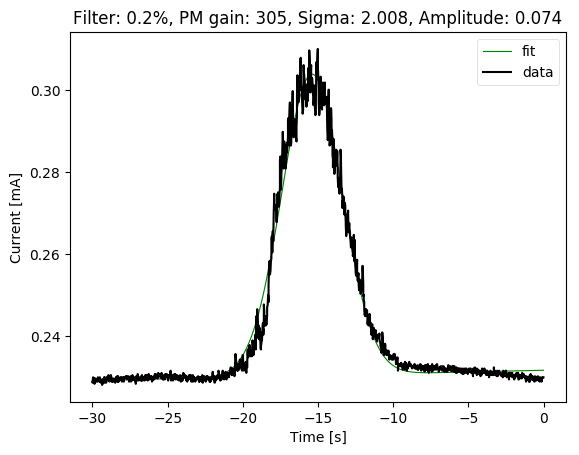 Filter: 0.2%, PM gain: 305, Sigma: 2.008, Amplitude: 0.074
fit
data
0.30
0.28
0.26
0.24
Current [mA]
−30
−25
−20
−15
−10
−5
0
Time [s]